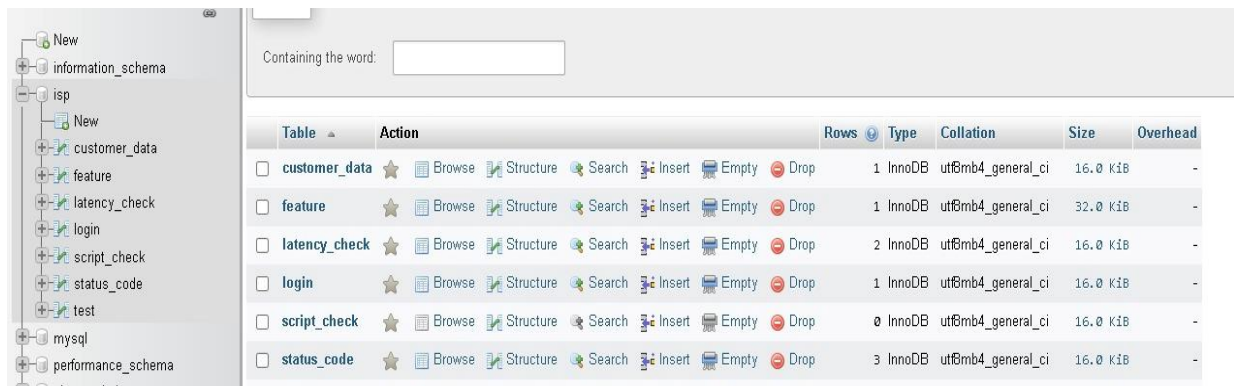 New
information_schema
isp
New
customer_data
feature
latency_check
login
script_check
status_code
test
mysql
performance_schema
Containing the word:
Table Action Rows Type Collation Size Overhead
customer_data Browse Structure Search Insert Empty Drop 1 InnoDB utf8mb4_general_ci 16.0 KiB -
feature Browse Structure Search Insert Empty Drop 1 InnoDB utf8mb4_general_ci 32.0 KiB -
latency_check Browse Structure Search Insert Empty Drop 2 InnoDB utf8mb4_general_ci 16.0 KiB -
login Browse Structure Search Insert Empty Drop 1 InnoDB utf8mb4_general_ci 16.0 KiB -
script_check Browse Structure Search Insert Empty Drop 0 InnoDB utf8mb4_general_ci 16.0 KiB -
status_code Browse Structure Search Insert Empty Drop 3 InnoDB utf8mb4_general_ci 16.0 KiB -